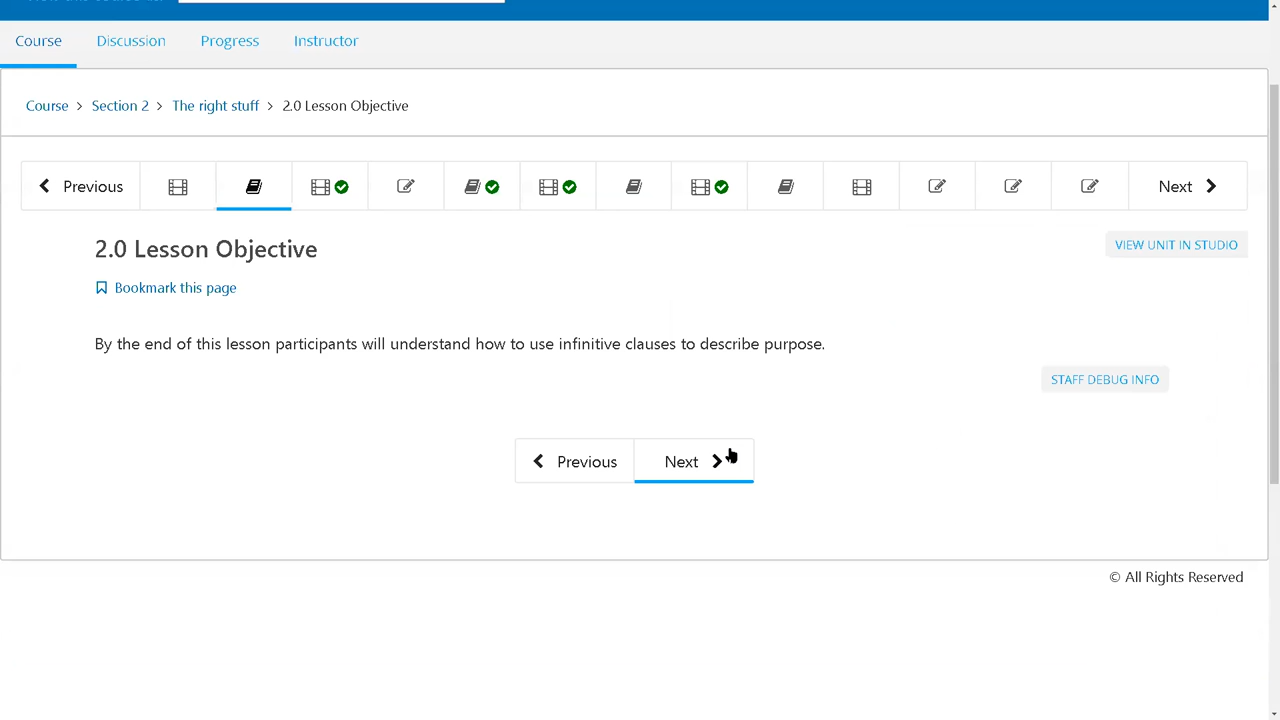 Course Discussion Progress Instructor
Course > Section 2 > The right stuff > 2.0 Lesson Objective
Previous Next
2.0 Lesson Objective
VIEW UNIT IN STUDIO
Bookmark this page
By the end of this lesson participants will understand how to use infinitive clauses to describe purpose.
STAFF DEBUG INFO
Previous Next
© All Rights Reserved